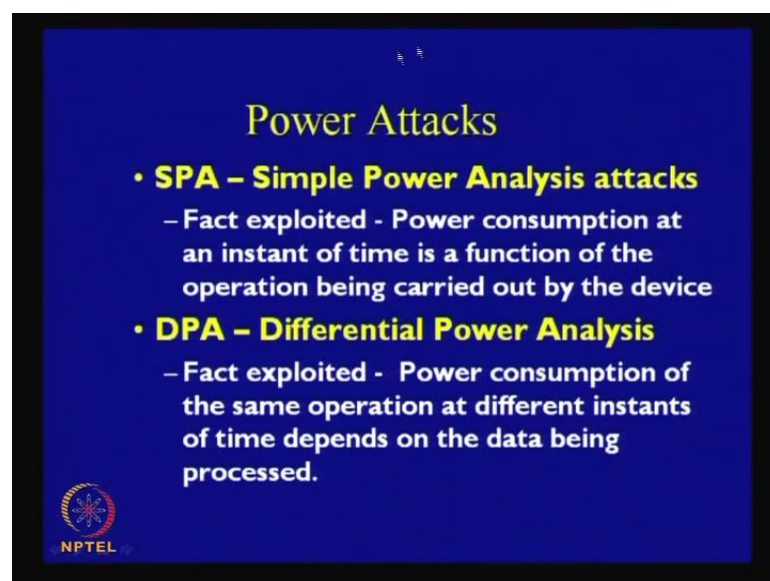 Power Attacks
• SPA – Simple Power Analysis attacks
– Fact exploited - Power consumption at
an instant of time is a function of the
operation being carried out by the device
• DPA – Differential Power Analysis
– Fact exploited - Power consumption of
the same operation at different instants
of time depends on the data being
processed.
NPTEL